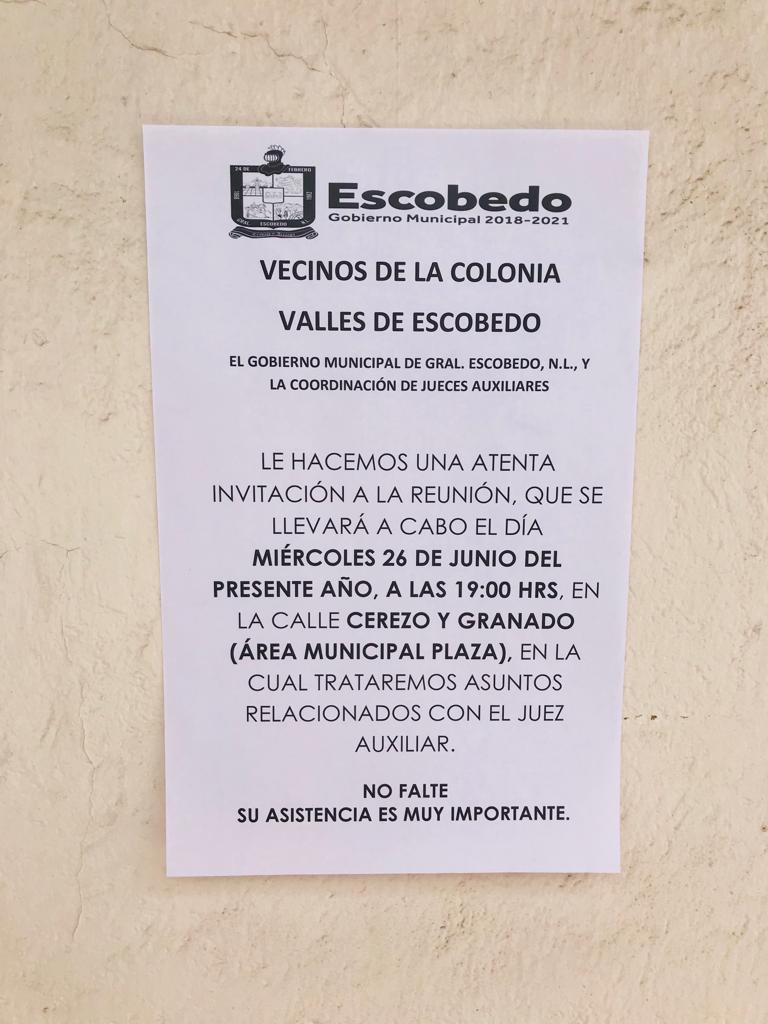 24 DE FEBRERO
GRAL. ESCOBEDO N.L.
Escobedo
Gobierno Municipal 2018-2021
VECINOS DE LA COLONIA
VALLES DE ESCOBEDO
EL GOBIERNO MUNICIPAL DE GRAL. ESCOBEDO, N.L., Y
LA COORDINACIÓN DE JUECES AUXILIARES
LE HACEMOS UNA ATENTA
INVITACIÓN A LA REUNIÓN, QUE SE
LLEVARÁ A CABO EL DÍA
MIÉRCOLES 26 DE JUNIO DEL
PRESENTE AÑO, A LAS 19:00 HRS, EN
LA CALLE CEREZO Y GRANADO
(ÁREA MUNICIPAL PLAZA), EN LA
CUAL TRATAREMOS ASUNTOS
RELACIONADOS CON EL JUEZ
AUXILIAR.
NO FALTE
SU ASISTENCIA ES MUY IMPORTANTE.